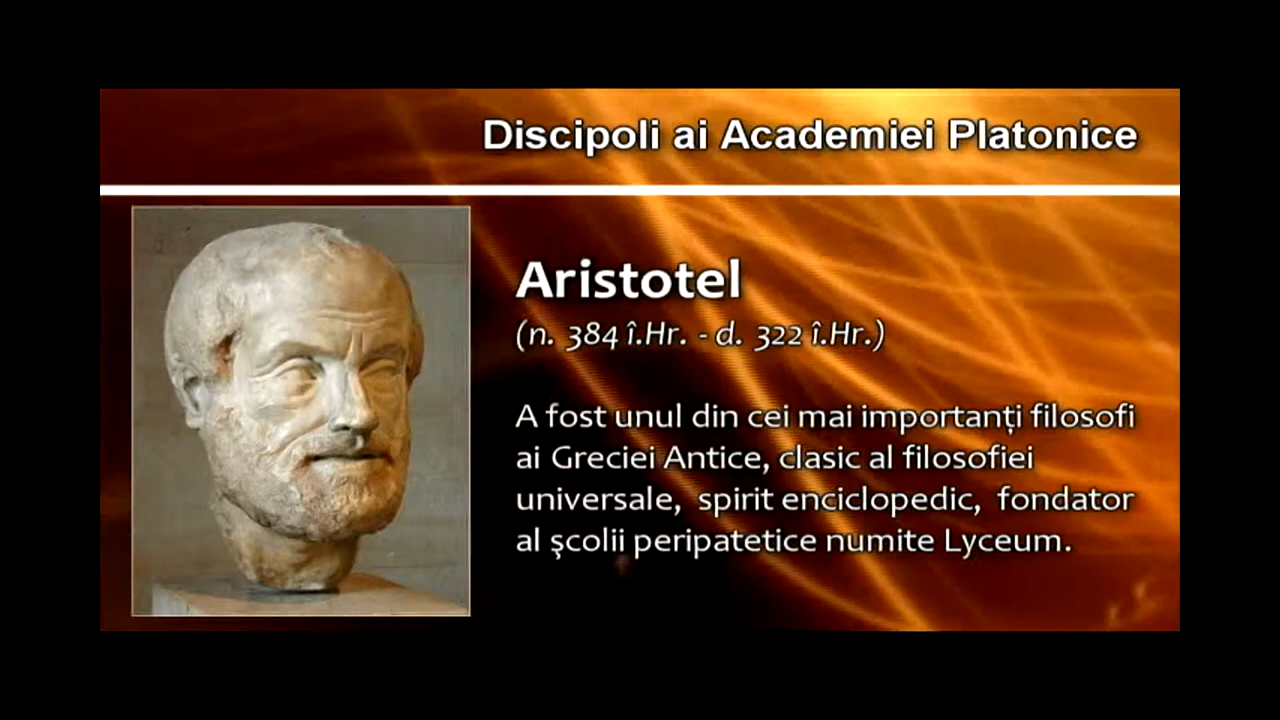 Discipoli ai Academiei Platonice
Aristotel
(n. 384 î.Hr. - d. 322 î.Hr.)
A fost unul din cei mai importanți filosofi
ai Greciei Antice, clasic al filosofiei
universale, spirit enciclopedic, fondator
al şcolii peripatetice numite Lyceum.